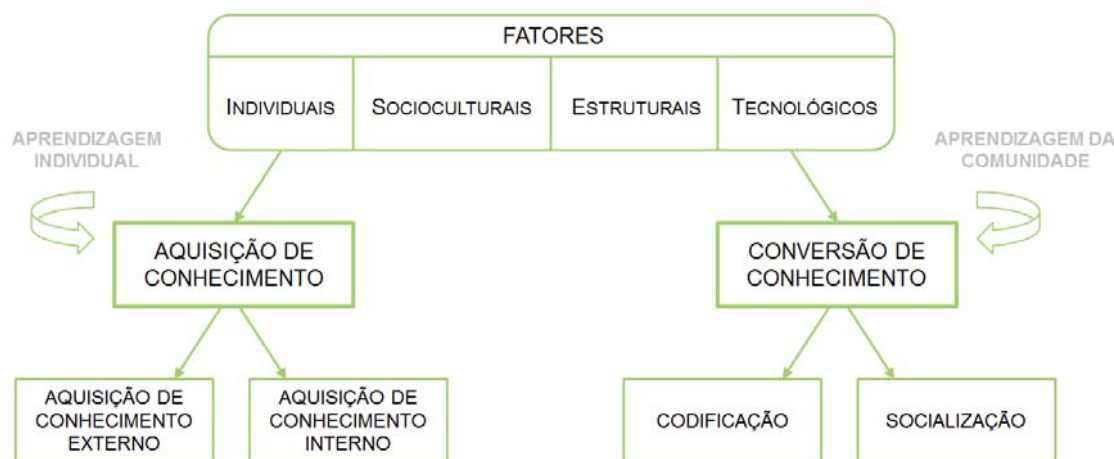 FATORES
INDIVIDUAIS
SOCIOCULTURAIS
ESTRUTURAIS
TECNOLÓGICOS
APRENDIZAGEM
INDIVIDUAL
APRENDIZAGEM DA
COMUNIDADE
AQUISIÇÃO DE
CONHECIMENTO
CONVERSÃO DE
CONHECIMENTO
AQUISIÇÃO DE
CONHECIMENTO
EXTERNO
AQUISIÇÃO DE
CONHECIMENTO
INTERNO
CODIFICAÇÃO
SOCIALIZAÇÃO